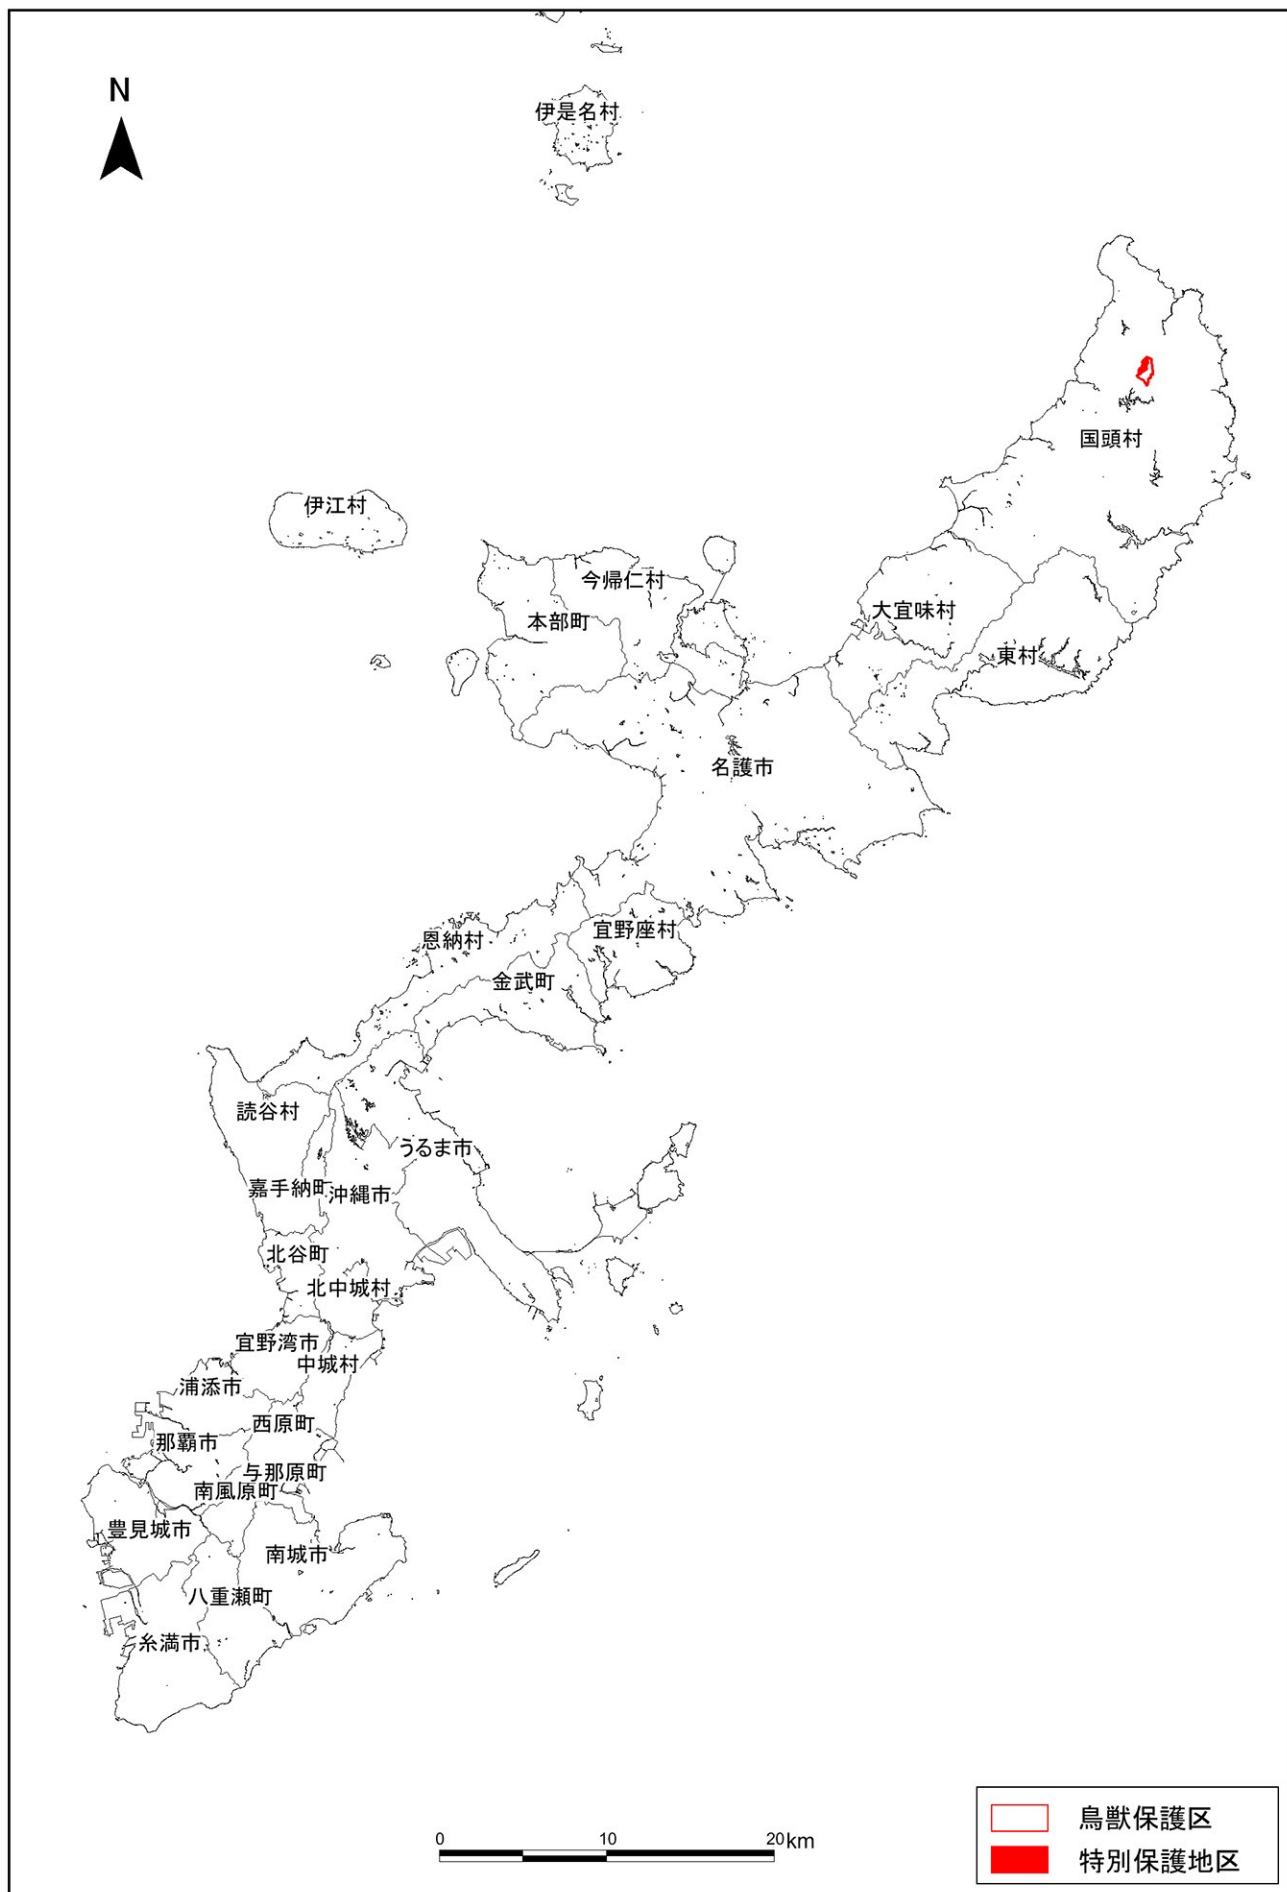 N
伊是名村
国頭村
伊江村
今帰仁村
大宜味村
本部町
東村
名護市
宜野座村
恩納村
金武町
読谷村
うるま市
嘉手納町
沖縄市
北谷町
北中城村
宜野湾市
中城村
浦添市
西原町
那覇市
与那原町
南風原町
豊見城市
南城市
八重瀬町
糸満市
鳥獣保護区
0 10 20km
特別保護地区